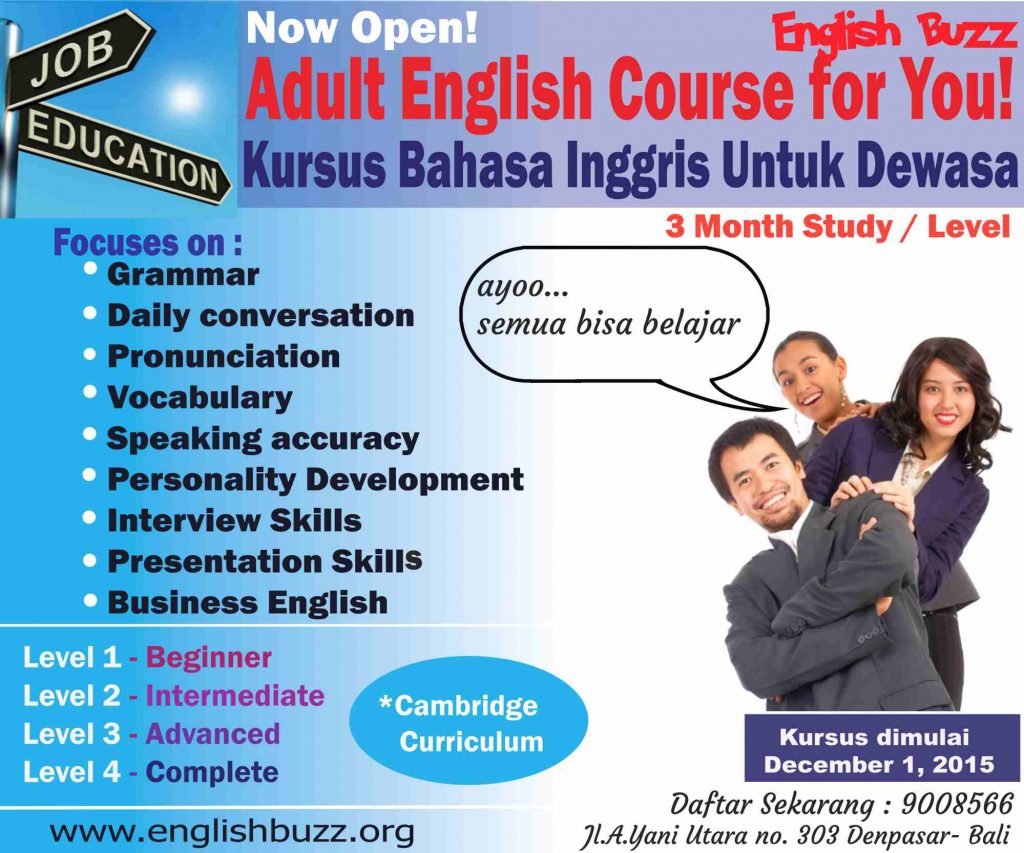 JOB
EDUCATION
Now Open!
English Buzz
Adult English Course for You!
Kursus Bahasa Inggris Untuk Dewasa
3 Month Study / Level
Focuses on :
• Grammar
• Daily conversation
• Pronunciation
• Vocabulary
• Speaking accuracy
• Personality Development
• Interview Skills
• Presentation Skills
• Business English
ayoo...
semua bisa belajar
Level 1 - Beginner
Level 2 - Intermediate
Level 3 - Advanced
Level 4 - Complete
*Cambridge
Curriculum
Kursus dimulai
December 1, 2015
Daftar Sekarang : 9008566
Jl.A.Yani Utara no. 303 Denpasar- Bali
www.englishbuzz.org